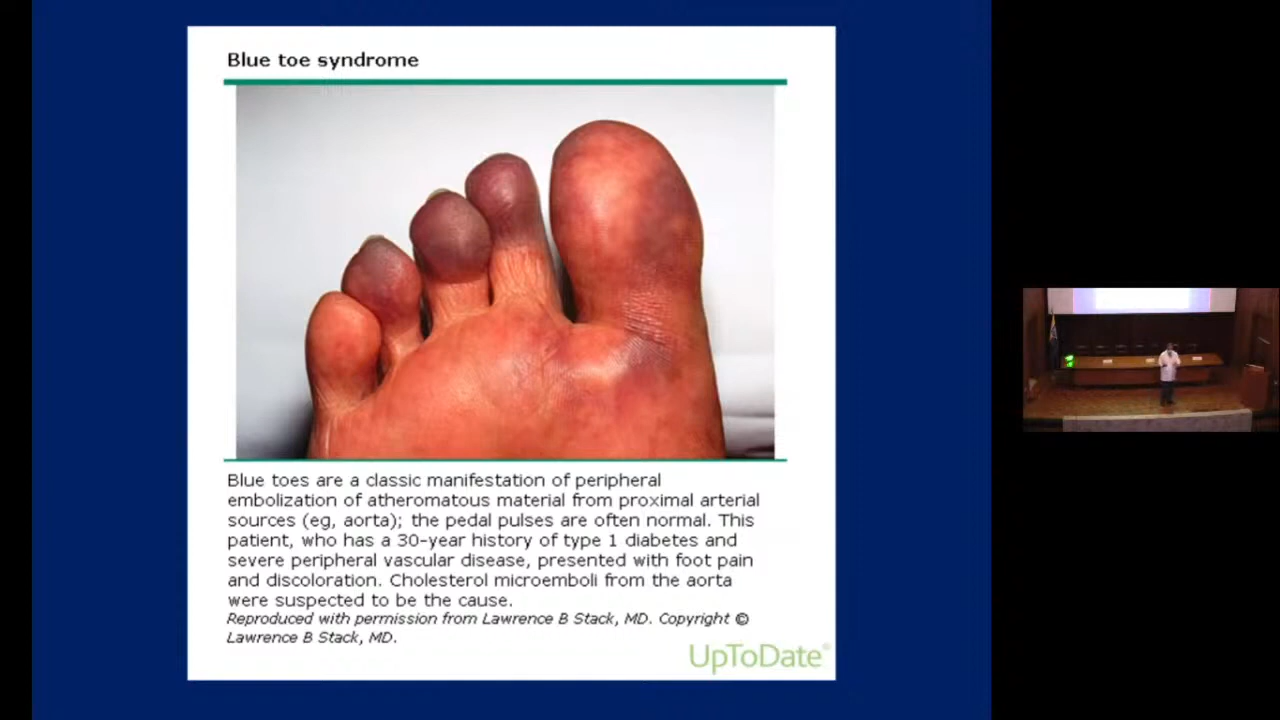 Blue toe syndrome
Blue toes are a classic manifestation of peripheral
embolization of atheromatous material from proximal arterial
sources (eg, aorta); the pedal pulses are often normal. This
patient, who has a 30-year history of type 1 diabetes and
severe peripheral vascular disease, presented with foot pain
and discoloration. Cholesterol microemboli from the aorta
were suspected to be the cause.
Reproduced with permission from Lawrence B Stack, MD. Copyright ©
Lawrence B Stack, MD.
UpToDate®